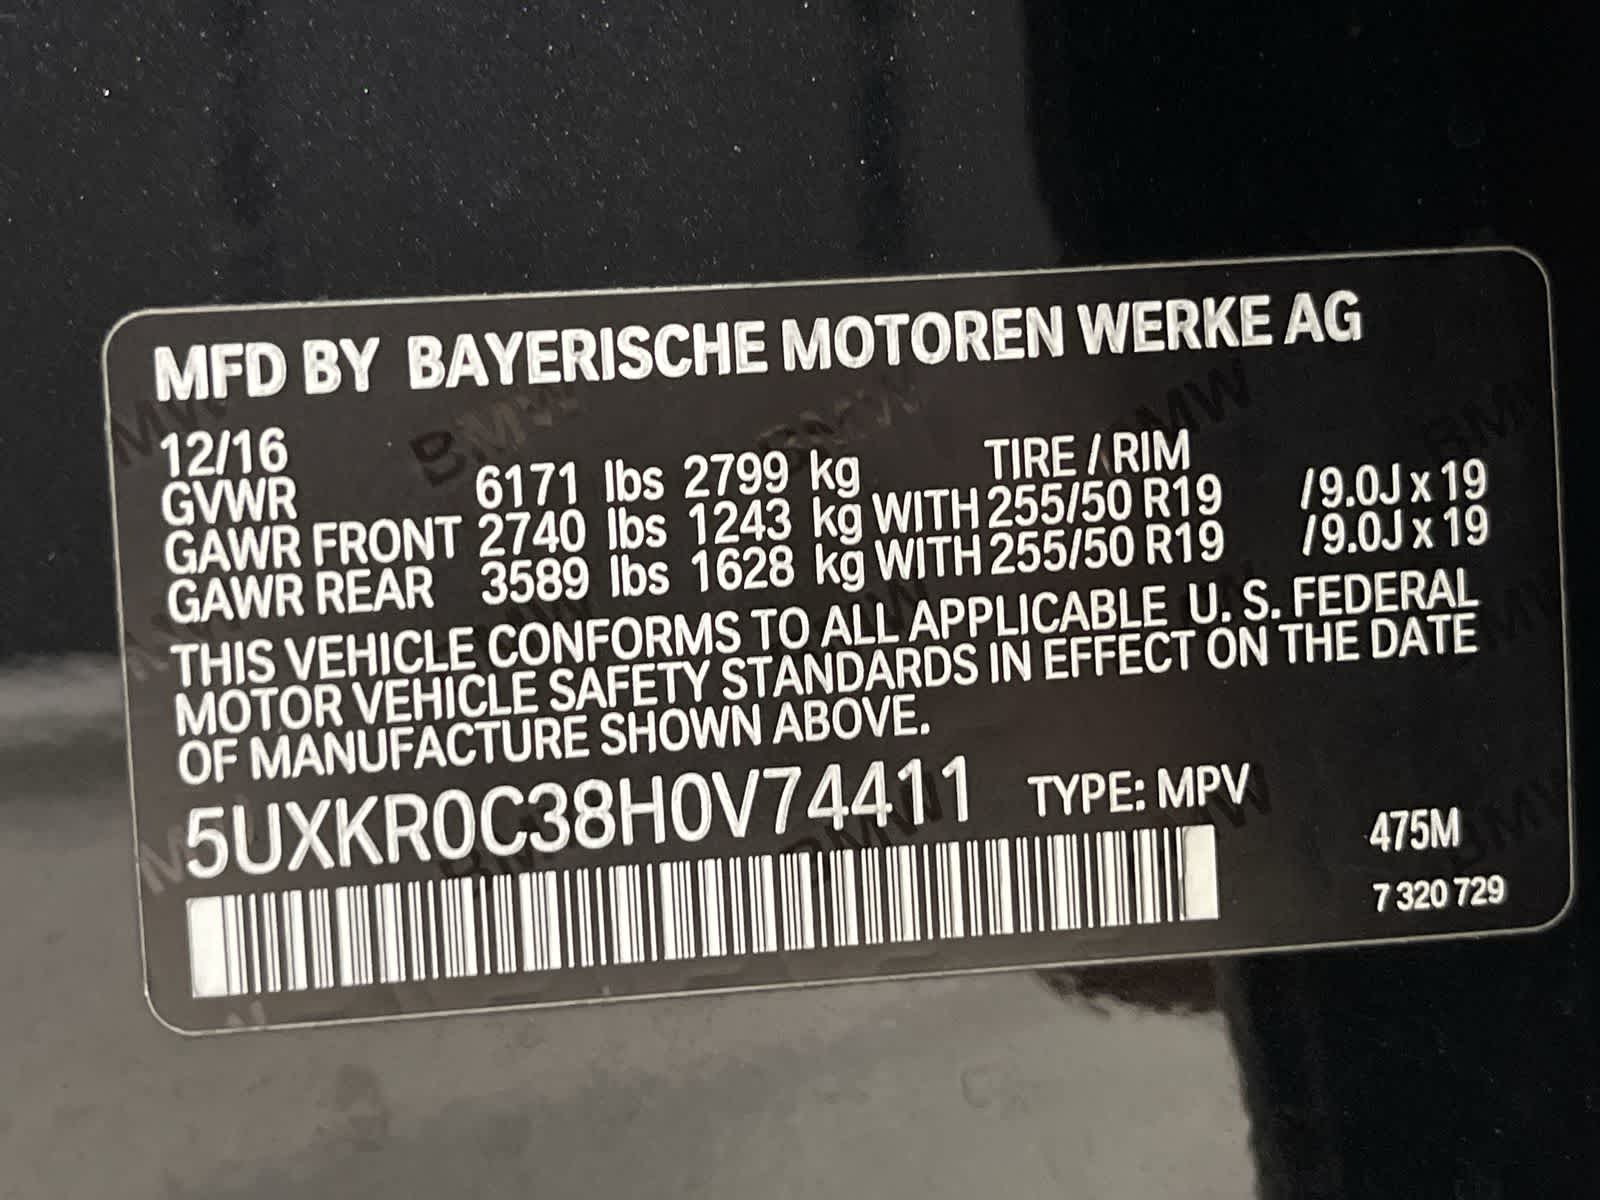 MFD BY BAYERISCHE MOTOREN WERKE AG
12/16 TIRE / RIM
GVWR 6171 lbs 2799 kg
GAWR FRONT 2740 lbs 1243 kg WITH 255/50 R19 /9.0J x 19
GAWR REAR 3589 lbs 1628 kg WITH 255/50 R19 /9.0J x 19
THIS VEHICLE CONFORMS TO ALL APPLICABLE U. S. FEDERAL
MOTOR VEHICLE SAFETY STANDARDS IN EFFECT ON THE DATE
OF MANUFACTURE SHOWN ABOVE.
5UXKR0C38H0V74411 TYPE: MPV
475M
7 320 729